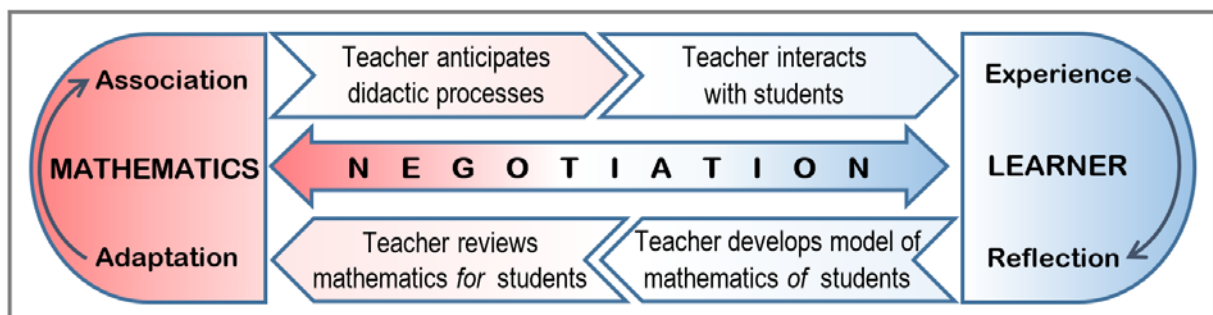 Association
MATHEMATICS
Adaptation
Teacher anticipates
didactic processes
Teacher interacts
with students
N E G O T I A T I O N
Teacher reviews
mathematics for students
Teacher develops model of
mathematics of students
Experience
LEARNER
Reflection